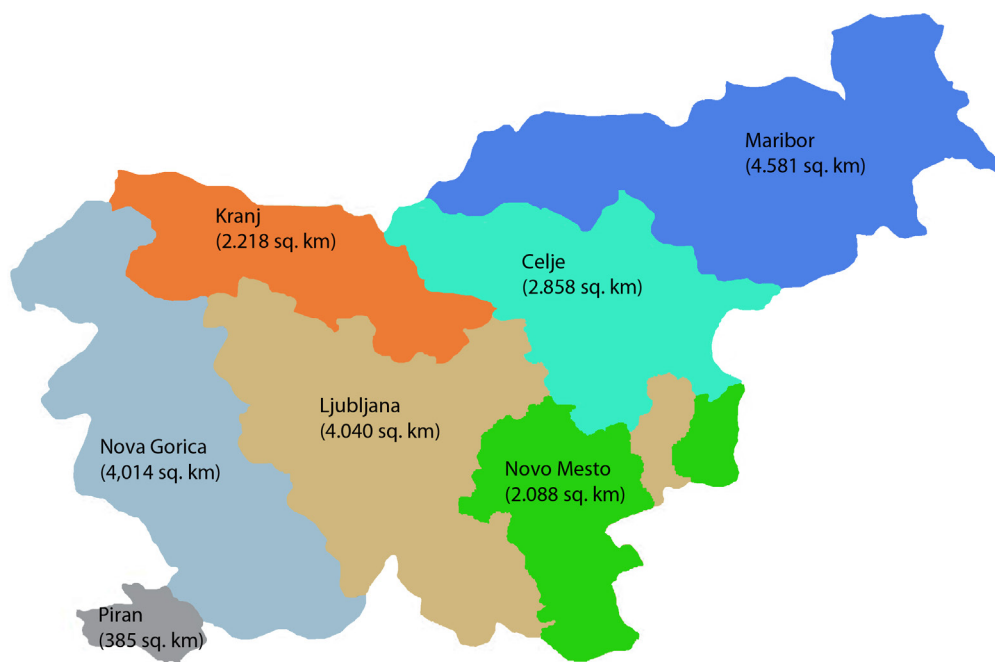 Maribor
(4.581 sq. km)
Kranj
(2.218 sq. km)
Celje
(2.858 sq. km)
Ljubljana
(4.040 sq. km)
Nova Gorica
(4,014 sq. km)
Novo Mesto
(2.088 sq. km)
Piran
(385 sq. km)